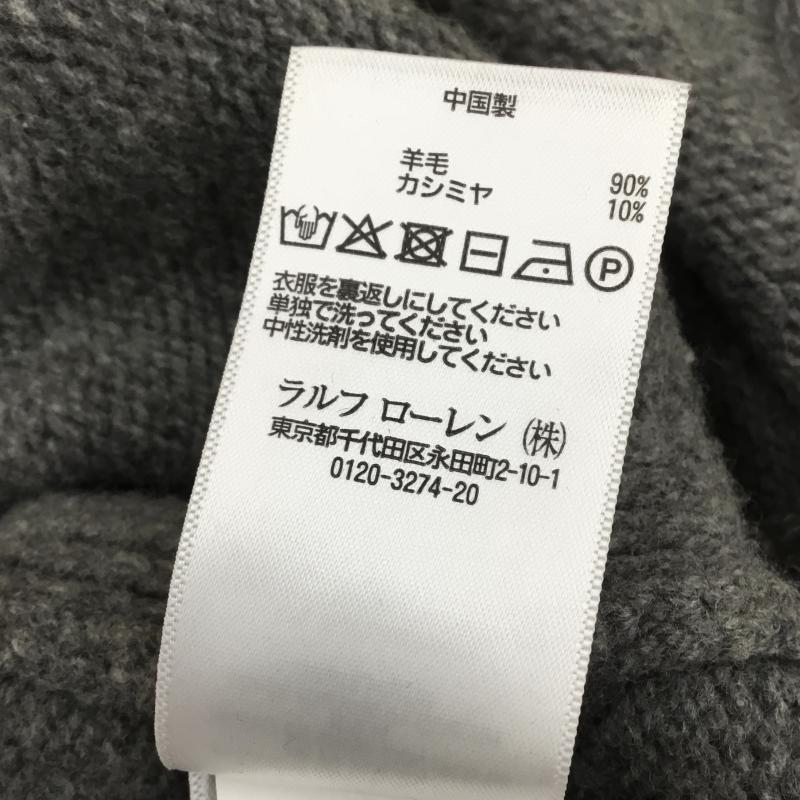 中国製
羊毛 90%
カシミヤ 10%
P
衣服を裏返しにしてください
単独で洗ってください
中性洗剤を使用してください
ラルフ ローレン (株)
東京都千代田区永田町2-10-1
0120-3274-20